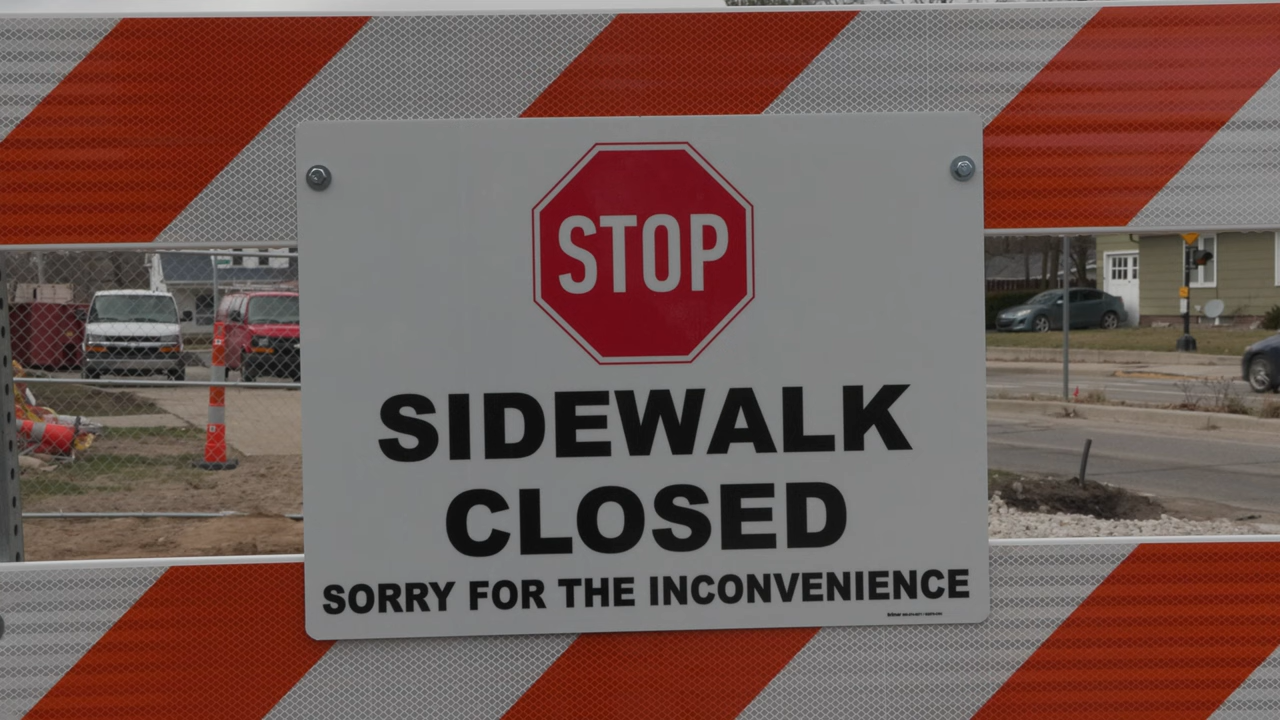 STOP
SIDEWALK
CLOSED
SORRY FOR THE INCONVENIENCE